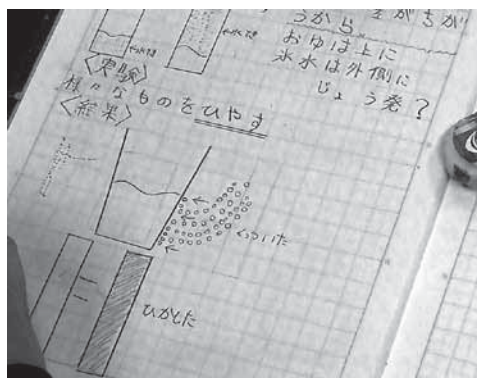 うから。
おゆは上に
氷水は外側に
じょう発?
〈実験〉
様々なものをひやす
〈結果〉
くっついた
ひやした